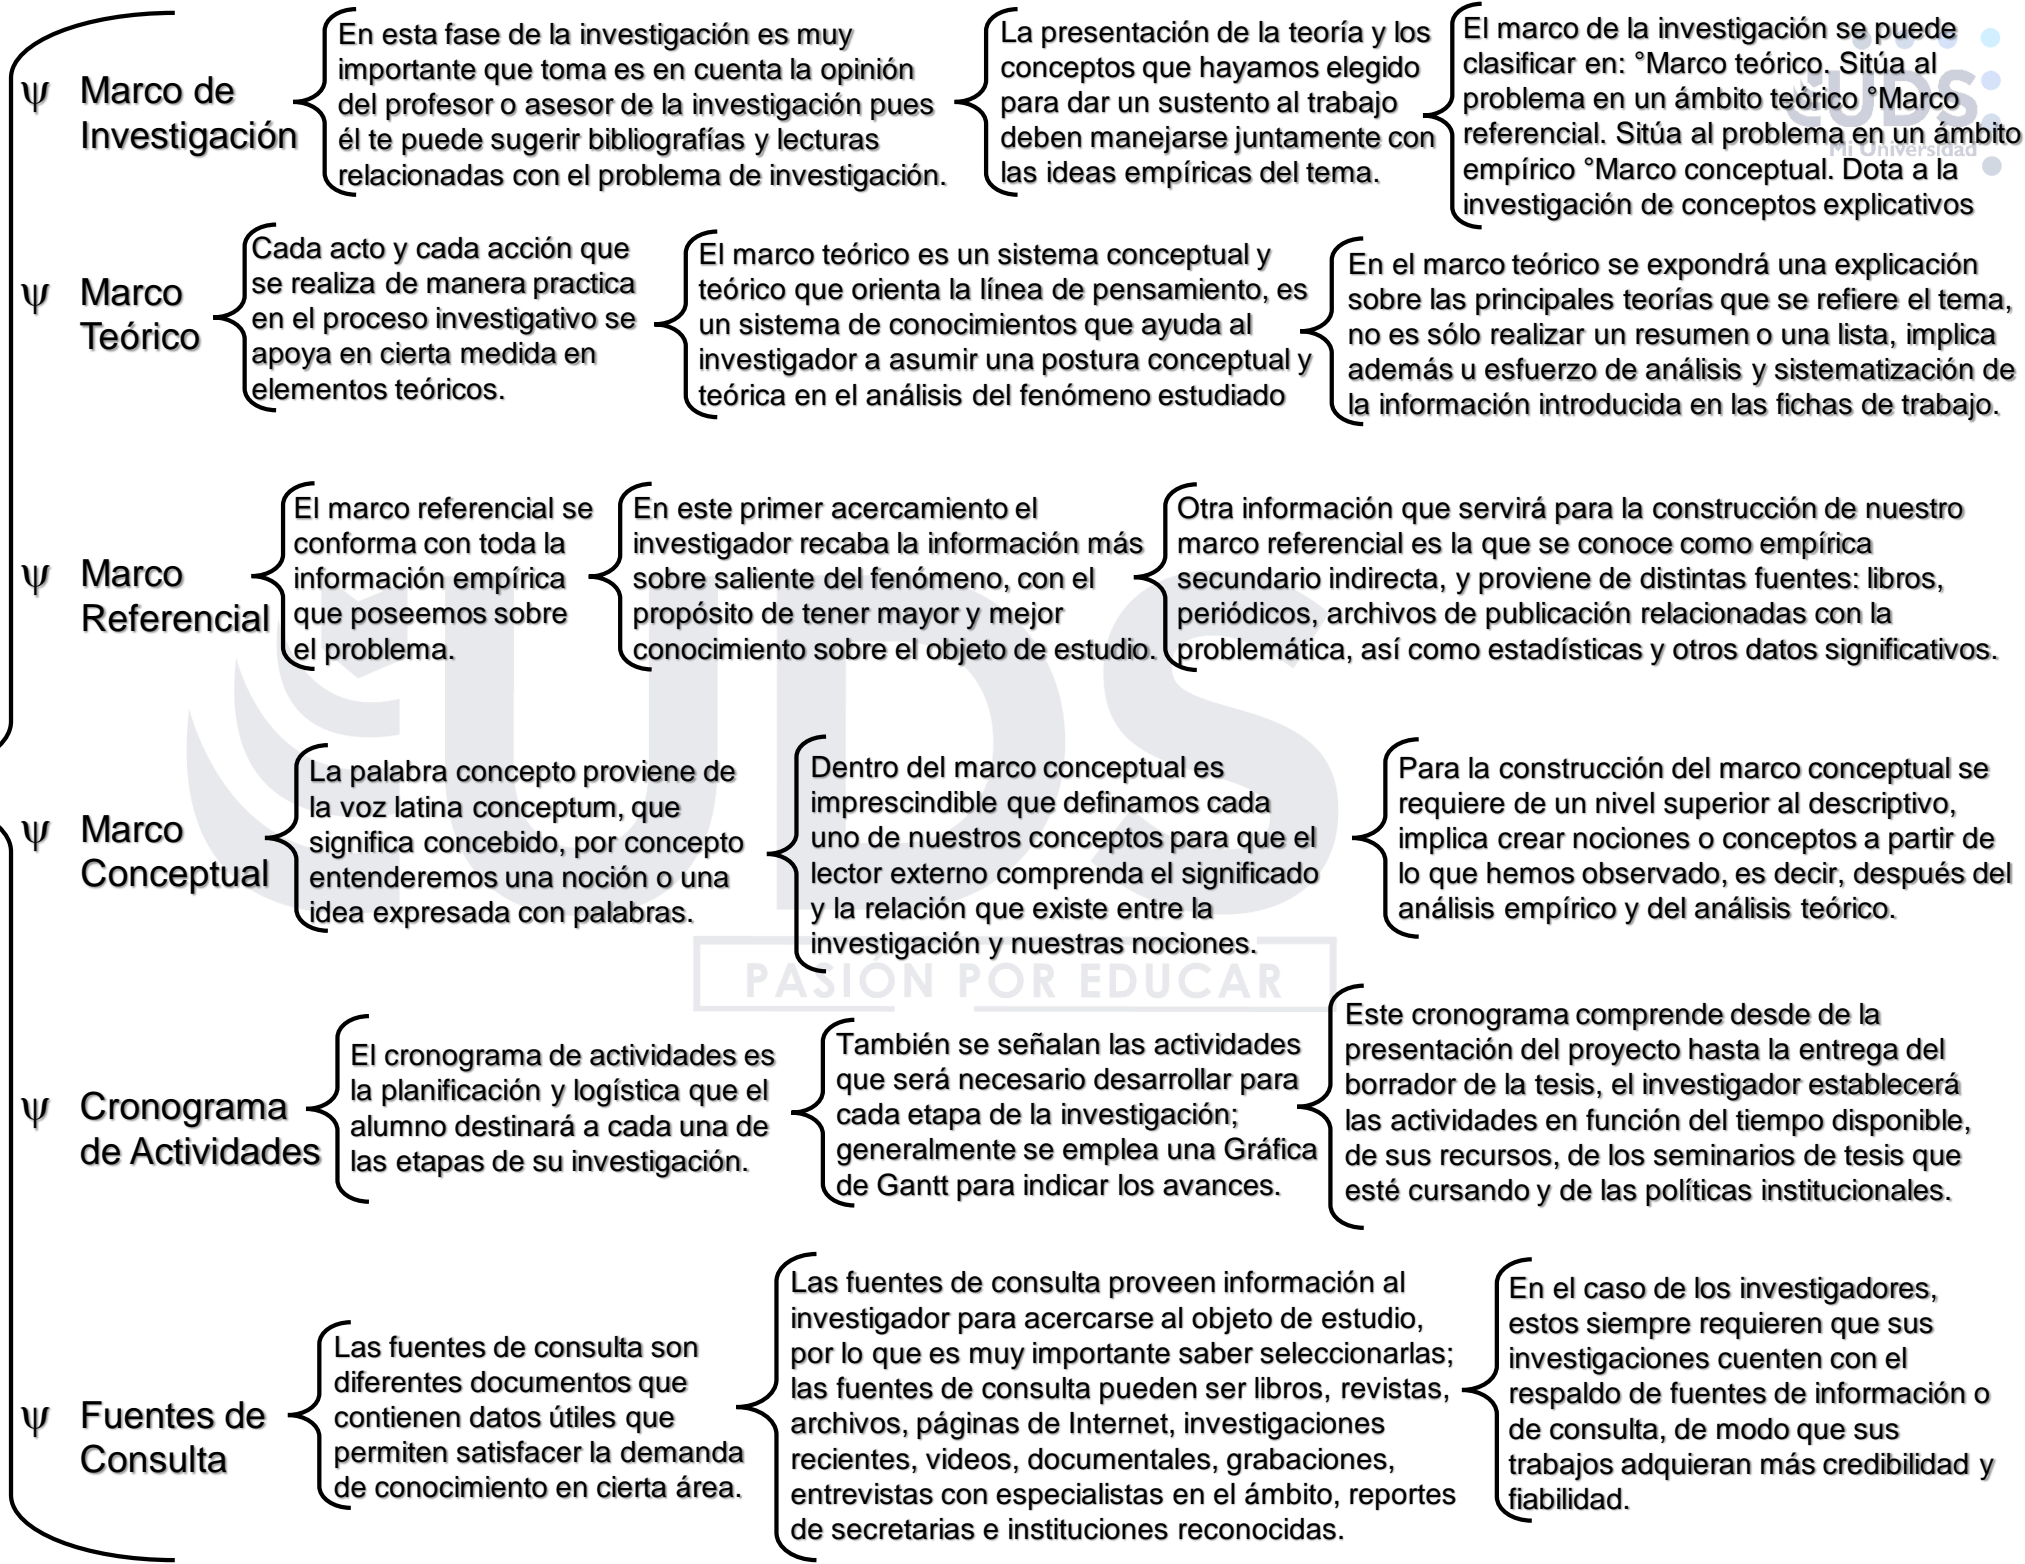 ψ Marco de
Investigación
En esta fase de la investigación es muy
importante que toma es en cuenta la opinión
del profesor o asesor de la investigación pues
él te puede sugerir bibliografías y lecturas
relacionadas con el problema de investigación.
La presentación de la teoría y los
conceptos que hayamos elegido
para dar un sustento al trabajo
deben manejarse juntamente con
las ideas empíricas del tema.
El marco de la investigación se puede
clasificar en: °Marco teórico. Sitúa al
problema en un ámbito teórico °Marco
referencial. Sitúa al problema en un ámbito
empírico °Marco conceptual. Dota a la
investigación de conceptos explicativos
UDS
Mi Universidad
ψ Marco
Teórico
Cada acto y cada acción que
se realiza de manera practica
en el proceso investigativo se
apoya en cierta medida en
elementos teóricos.
El marco teórico es un sistema conceptual y
teórico que orienta la línea de pensamiento, es
un sistema de conocimientos que ayuda al
investigador a asumir una postura conceptual y
teórica en el análisis del fenómeno estudiado
En el marco teórico se expondrá una explicación
sobre las principales teorías que se refiere el tema,
no es sólo realizar un resumen o una lista, implica
además u esfuerzo de análisis y sistematización de
la información introducida en las fichas de trabajo.
ψ Marco
Referencial
El marco referencial se
conforma con toda la
información empírica
que poseemos sobre
el problema.
En este primer acercamiento el
investigador recaba la información más
sobre saliente del fenómeno, con el
propósito de tener mayor y mejor
conocimiento sobre el objeto de estudio.
Otra información que servirá para la construcción de nuestro
marco referencial es la que se conoce como empírica
secundario indirecta, y proviene de distintas fuentes: libros,
periódicos, archivos de publicación relacionadas con la
problemática, así como estadísticas y otros datos significativos.
UDS
ψ Marco
Conceptual
La palabra concepto proviene de
la voz latina conceptum, que
significa concebido, por concepto
entenderemos una noción o una
idea expresada con palabras.
Dentro del marco conceptual es
imprescindible que definamos cada
uno de nuestros conceptos para que el
lector externo comprenda el significado
y la relación que existe entre la
investigación y nuestras nociones.
Para la construcción del marco conceptual se
requiere de un nivel superior al descriptivo,
implica crear nociones o conceptos a partir de
lo que hemos observado, es decir, después del
análisis empírico y del análisis teórico.
PASIÓN POR EDUCAR
ψ Cronograma
de Actividades
El cronograma de actividades es
la planificación y logística que el
alumno destinará a cada una de
las etapas de su investigación.
También se señalan las actividades
que será necesario desarrollar para
cada etapa de la investigación;
generalmente se emplea una Gráfica
de Gantt para indicar los avances.
Este cronograma comprende desde de la
presentación del proyecto hasta la entrega del
borrador de la tesis, el investigador establecerá
las actividades en función del tiempo disponible,
de sus recursos, de los seminarios de tesis que
esté cursando y de las políticas institucionales.
ψ Fuentes de
Consulta
Las fuentes de consulta son
diferentes documentos que
contienen datos útiles que
permiten satisfacer la demanda
de conocimiento en cierta área.
Las fuentes de consulta proveen información al
investigador para acercarse al objeto de estudio,
por lo que es muy importante saber seleccionarlas;
las fuentes de consulta pueden ser libros, revistas,
archivos, páginas de Internet, investigaciones
recientes, videos, documentales, grabaciones,
entrevistas con especialistas en el ámbito, reportes
de secretarias e instituciones reconocidas.
En el caso de los investigadores,
estos siempre requieren que sus
investigaciones cuenten con el
respaldo de fuentes de información o
de consulta, de modo que sus
trabajos adquieran más credibilidad y
fiabilidad.